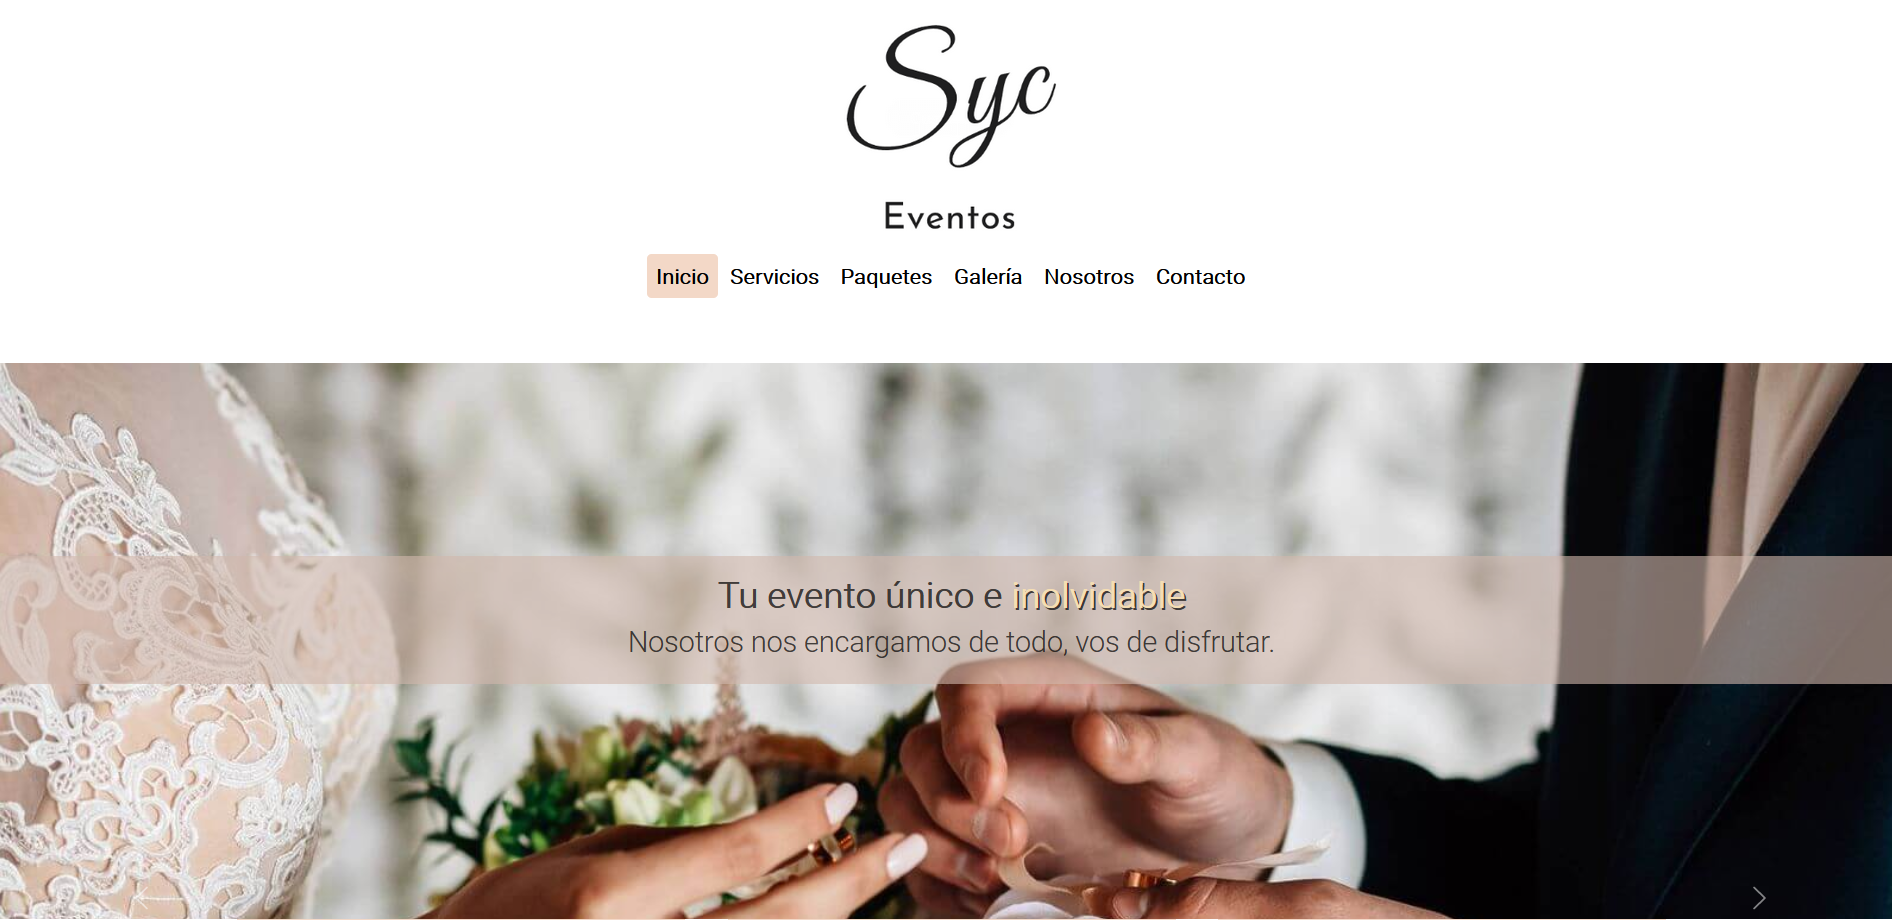 Syc
Eventos
Inicio Servicios Paquetes Galería Nosotros Contacto
Tu evento único e inolvidable
Nosotros nos encargamos de todo, vos de disfrutar.